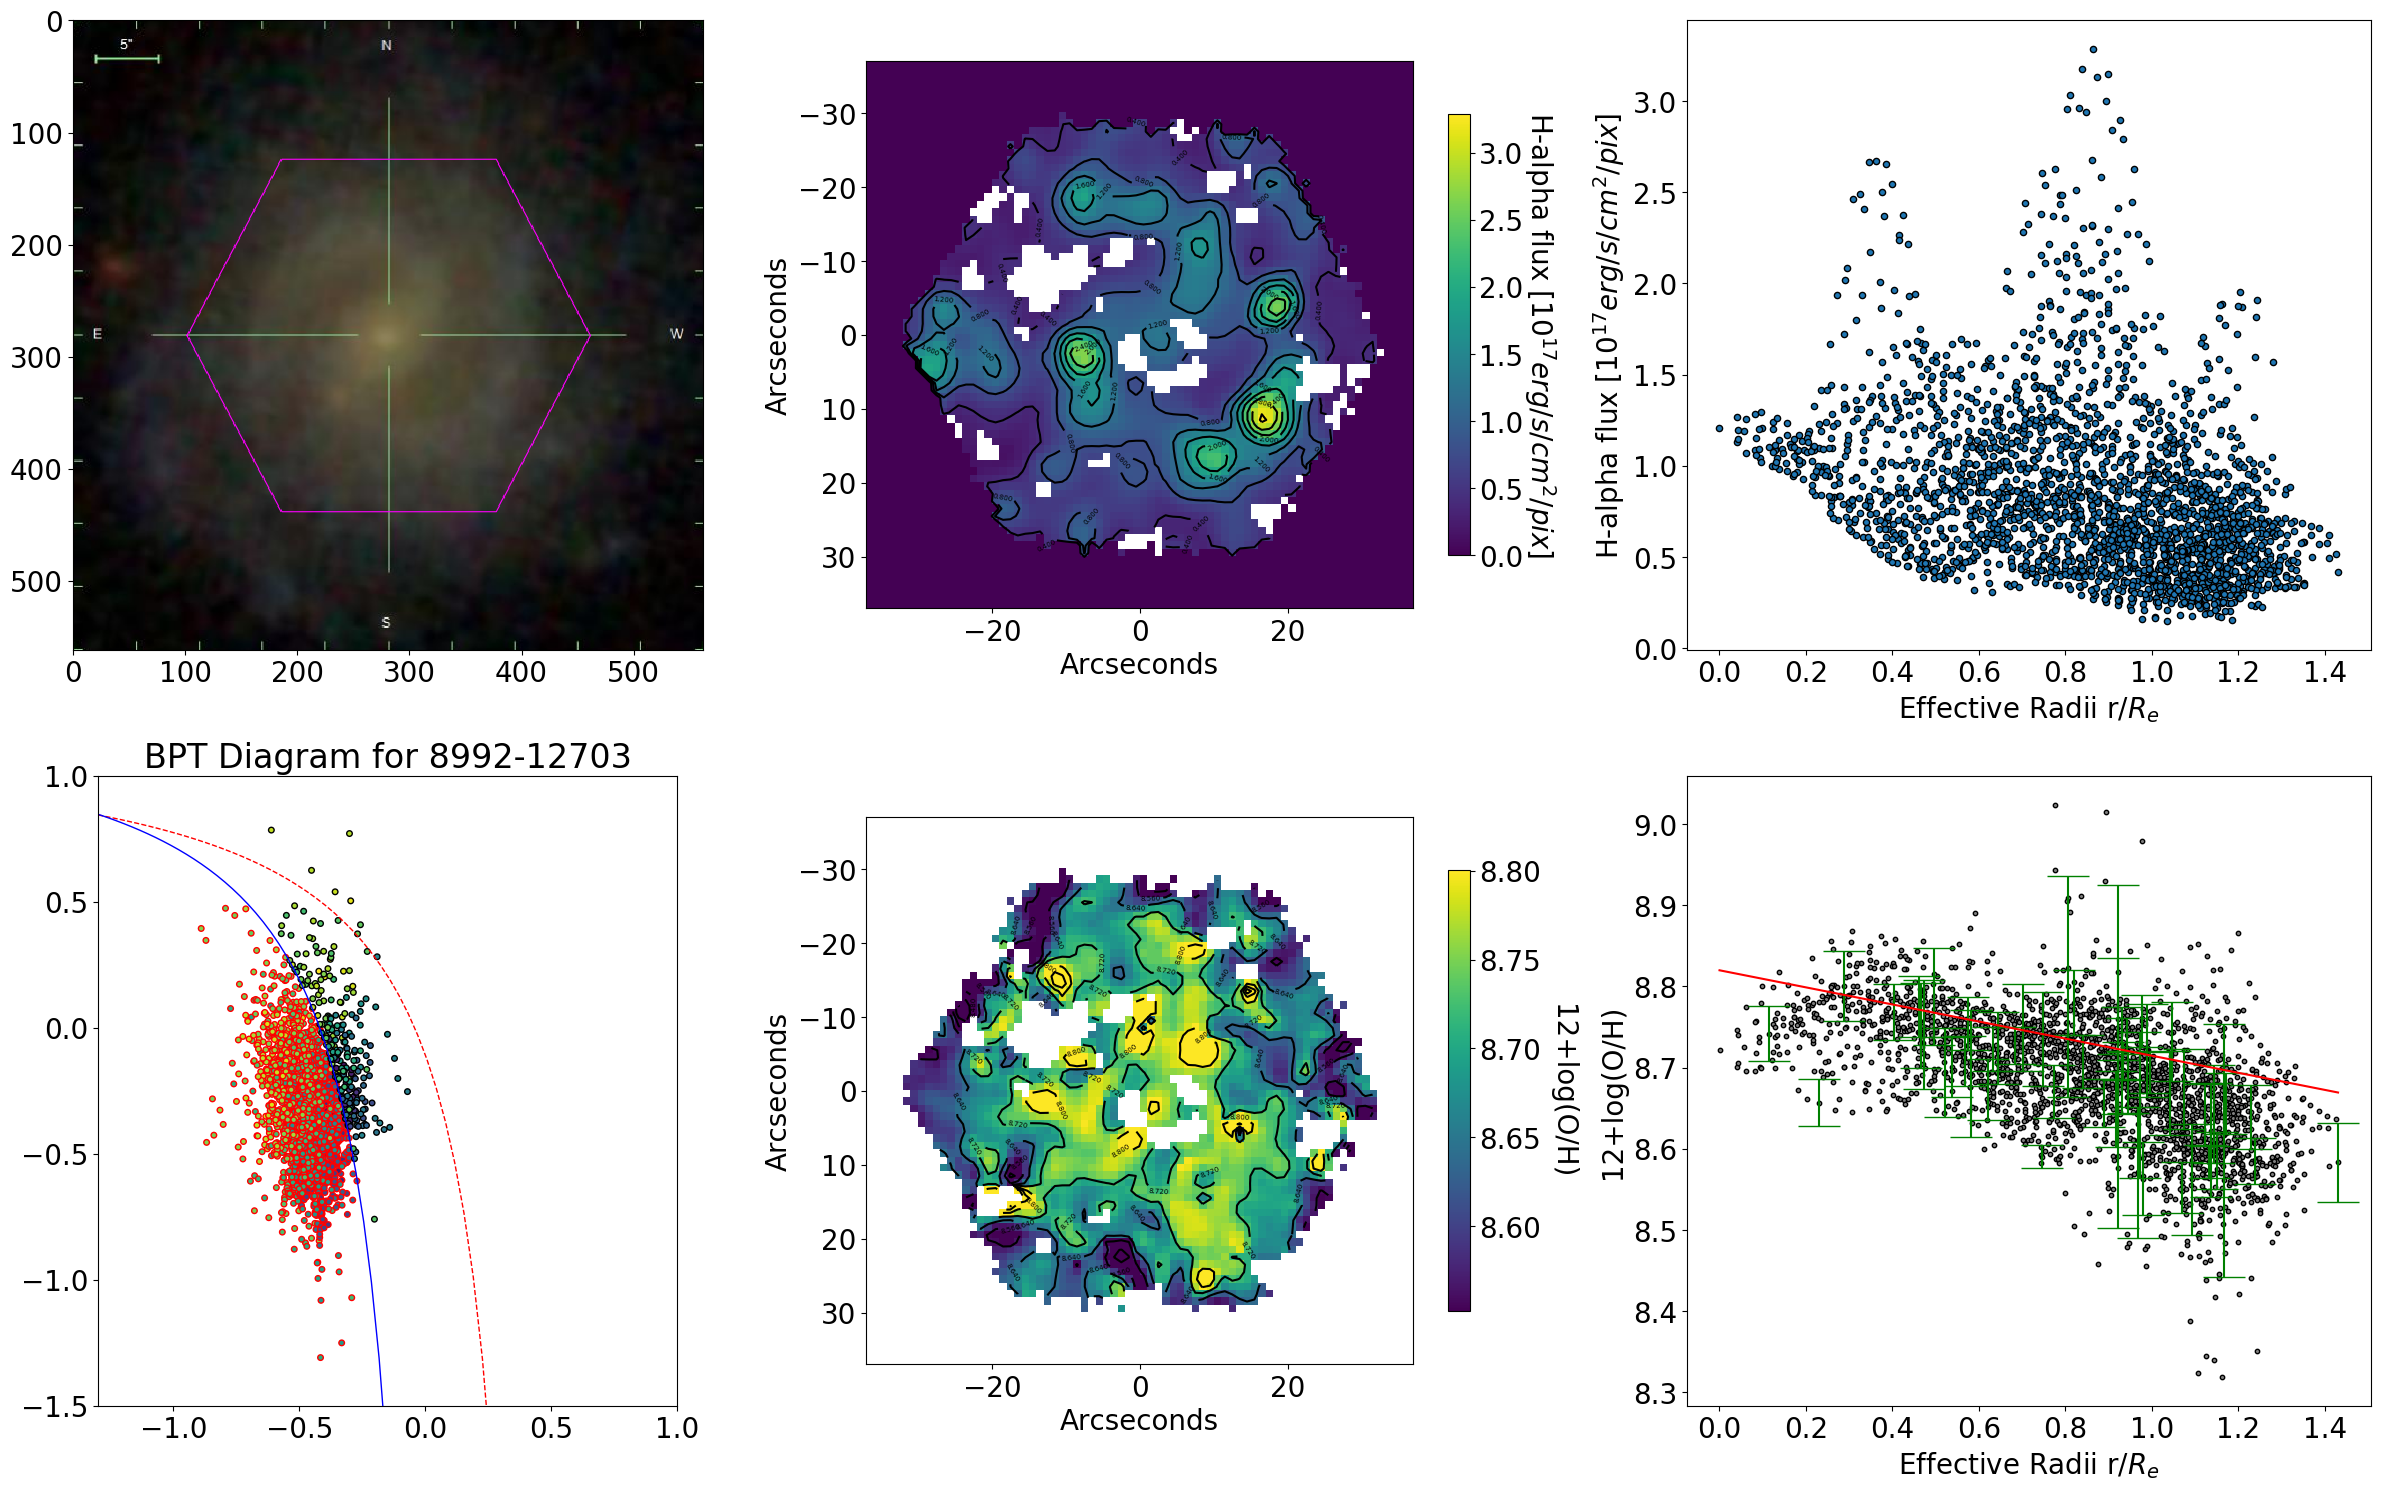 5"
N
E
W
S
0
100
200
300
400
500
0 100 200 300 400 500
−30
−20
−10
0
10
20
30
Arcseconds
−20 0 20
Arcseconds
3.0
2.5
2.0
1.5
1.0
0.5
0.0
H-alpha flux [10^17 erg/s/cm^2/pix]
H-alpha flux [10^17 erg/s/cm^2/pix]
3.0
2.5
2.0
1.5
1.0
0.5
0.0
0.0 0.2 0.4 0.6 0.8 1.0 1.2 1.4
Effective Radii r/R_e
BPT Diagram for 8992-12703
1.0
0.5
0.0
−0.5
−1.0
−1.5
−1.0 −0.5 0.0 0.5 1.0
−30
−20
−10
0
10
20
30
Arcseconds
−20 0 20
Arcseconds
8.80
8.75
8.70
8.65
8.60
12+log(O/H)
12+log(O/H)
9.0
8.9
8.8
8.7
8.6
8.5
8.4
8.3
0.0 0.2 0.4 0.6 0.8 1.0 1.2 1.4
Effective Radii r/R_e